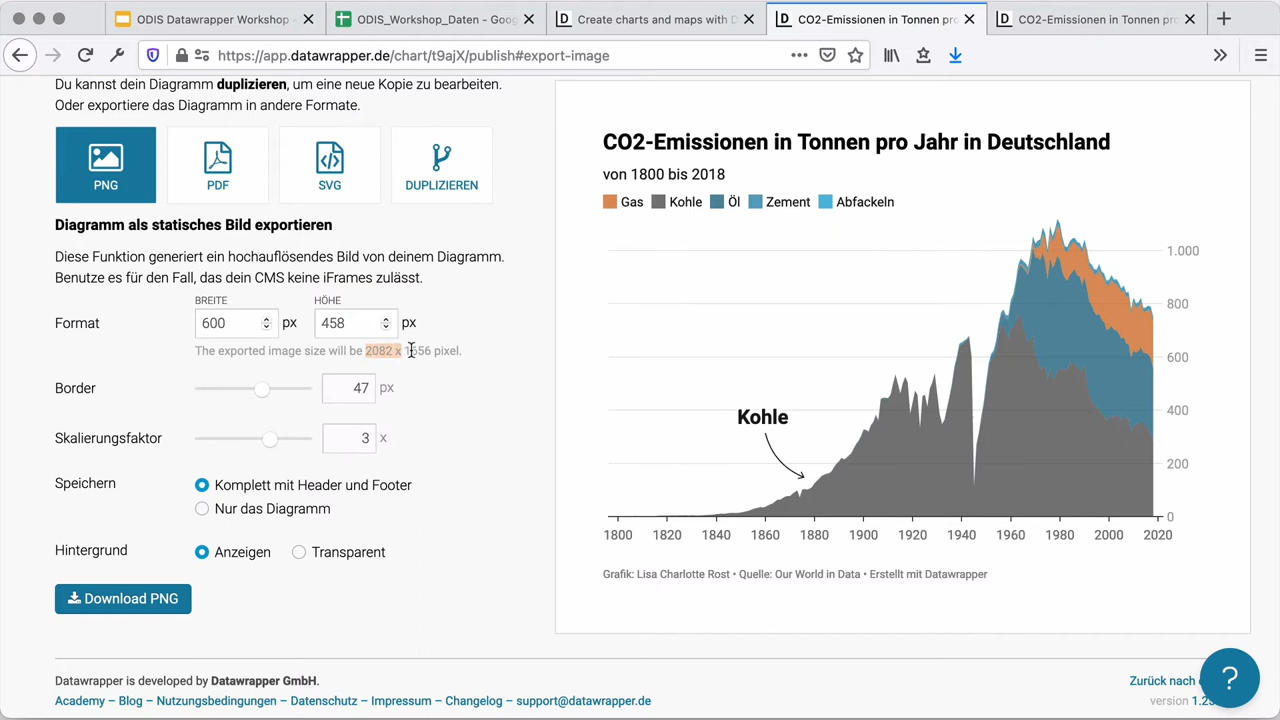 ODIS Datawrapper Workshop -
ODIS_Workshop_Daten - Goog
Create charts and maps with D
CO2-Emissionen in Tonnen pro
CO2-Emissionen in Tonnen pro
https://app.datawrapper.de/chart/t9ajX/publish#export-image
Du kannst dein Diagramm duplizieren, um eine neue Kopie zu bearbeiten.
Oder exportiere das Diagramm in andere Formate.
PNG
PDF
SVG
DUPLIZIEREN
Diagramm als statisches Bild exportieren
Diese Funktion generiert ein hochauflösendes Bild von deinem Diagramm.
Benutze es für den Fall, das dein CMS keine iFrames zulässt.
BREITE HÖHE
Format 600 px 458 px
The exported image size will be 2082 x 1656 pixel.
Border 47 px
Skalierungsfaktor 3 x
Speichern Komplett mit Header und Footer
Nur das Diagramm
Hintergrund Anzeigen Transparent
Download PNG
CO2-Emissionen in Tonnen pro Jahr in Deutschland
von 1800 bis 2018
Gas Kohle Öl Zement Abfackeln
1.000
800
600
400
200
0
Kohle
1800 1820 1840 1860 1880 1900 1920 1940 1960 1980 2000 2020
Grafik: Lisa Charlotte Rost • Quelle: Our World in Data • Erstellt mit Datawrapper
Datawrapper is developed by Datawrapper GmbH.
Academy – Blog – Nutzungsbedingungen – Datenschutz – Impressum – Changelog – support@datawrapper.de
Zurück nach
version 1.2
?